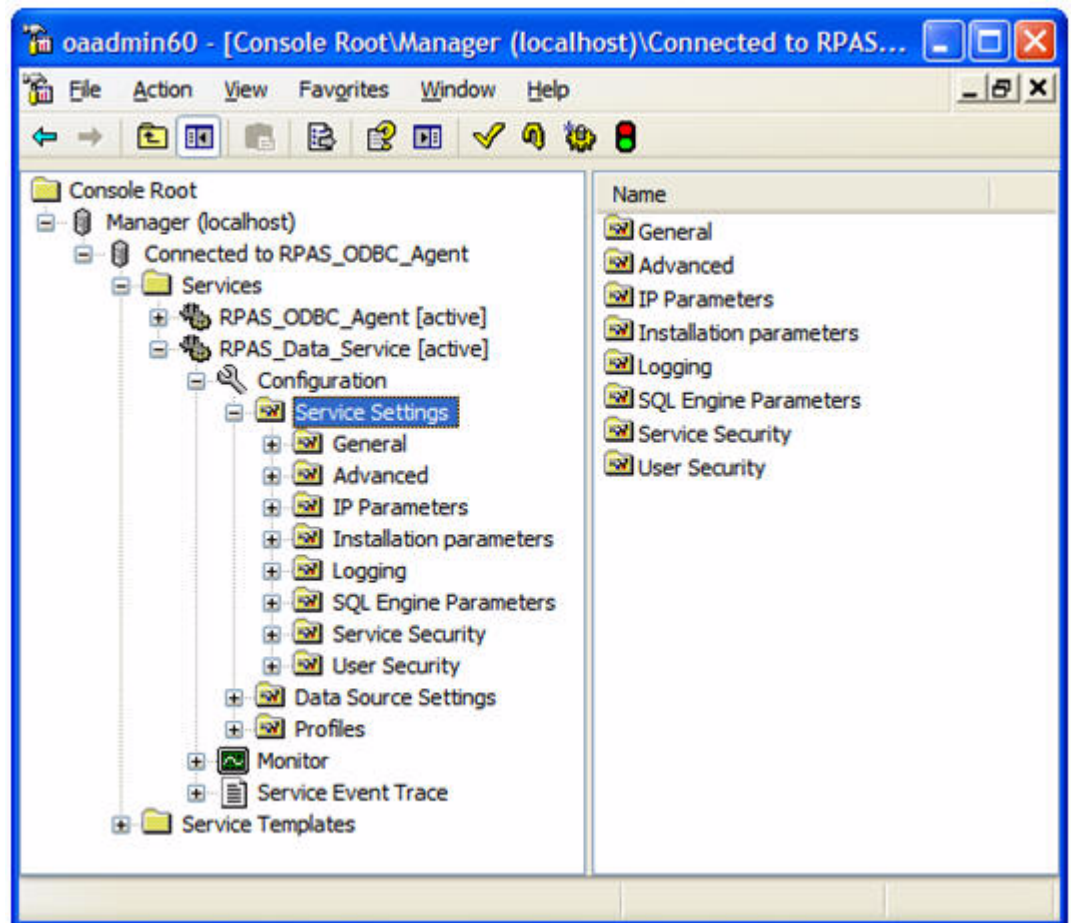 oaadmin60 - [Console Root\Manager (localhost)\Connected to RPAS...
File Action View Favorites Window Help
Console Root
Manager (localhost)
Connected to RPAS_ODBC_Agent
Services
RPAS_ODBC_Agent [active]
RPAS_Data_Service [active]
Configuration
Service Settings
General
Advanced
IP Parameters
Installation parameters
Logging
SQL Engine Parameters
Service Security
User Security
Data Source Settings
Profiles
Monitor
Service Event Trace
Service Templates
Name
General
Advanced
IP Parameters
Installation parameters
Logging
SQL Engine Parameters
Service Security
User Security